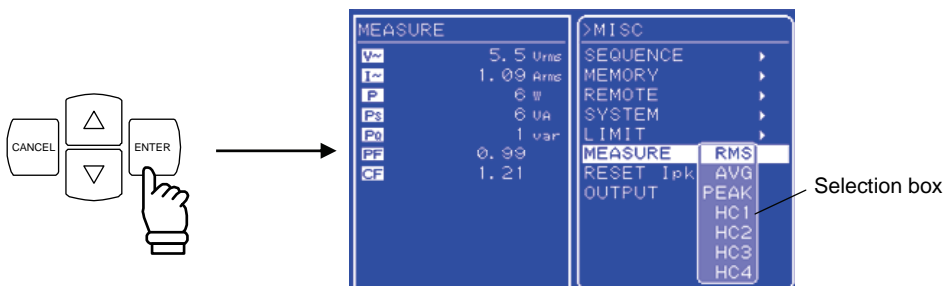 CANCEL
ENTER
MEASURE
V~ 5.5 Vrms
I~ 1.09 Arms
P 6 W
Ps 6 VA
PQ 1 var
PF 0.99
CF 1.21
>MISC
SEQUENCE
MEMORY
REMOTE
SYSTEM
LIMIT
MEASURE RMS
RESET Ipk AVG
OUTPUT PEAK
HC1
HC2
HC3
HC4
Selection box